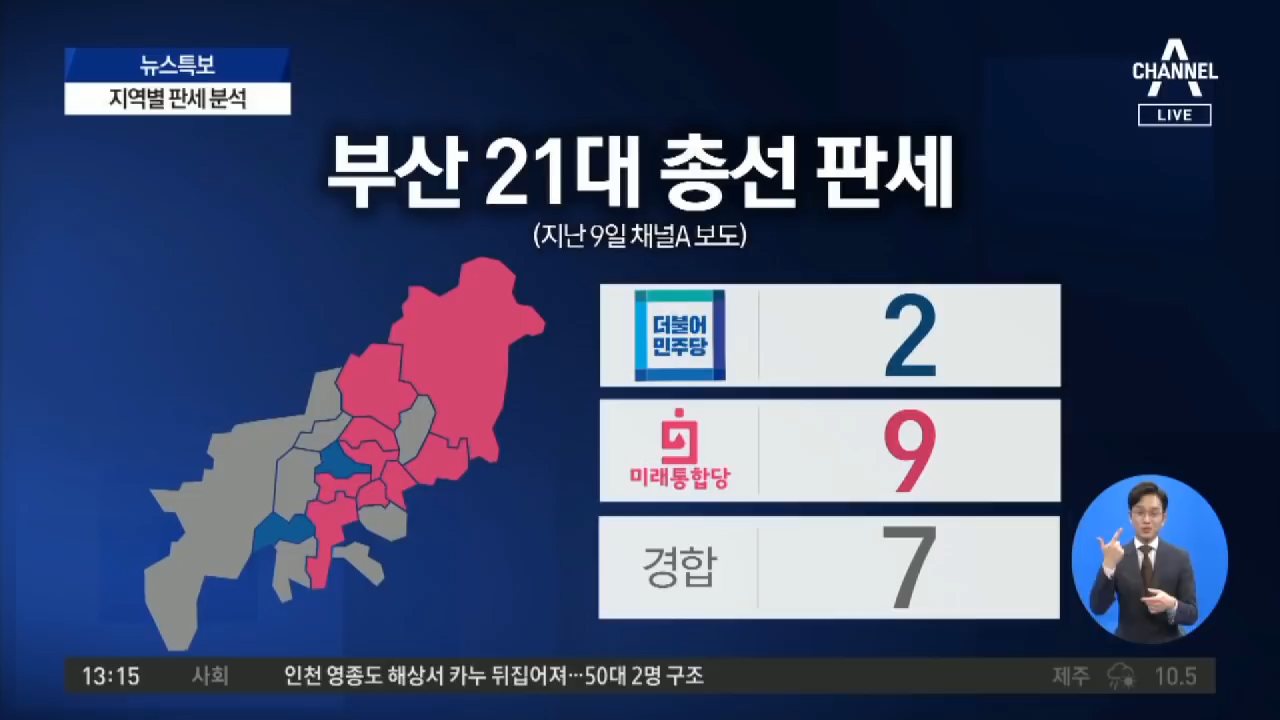 뉴스특보
지역별 판세 분석
CHANNEL A
LIVE
부산 21대 총선 판세
(지난 9일 채널A 보도)
더불어
민주당
2
미래통합당
9
경합
7
13:15 사회 인천 영종도 해상서 카누 뒤집어져…50대 2명 구조 제주 10.5